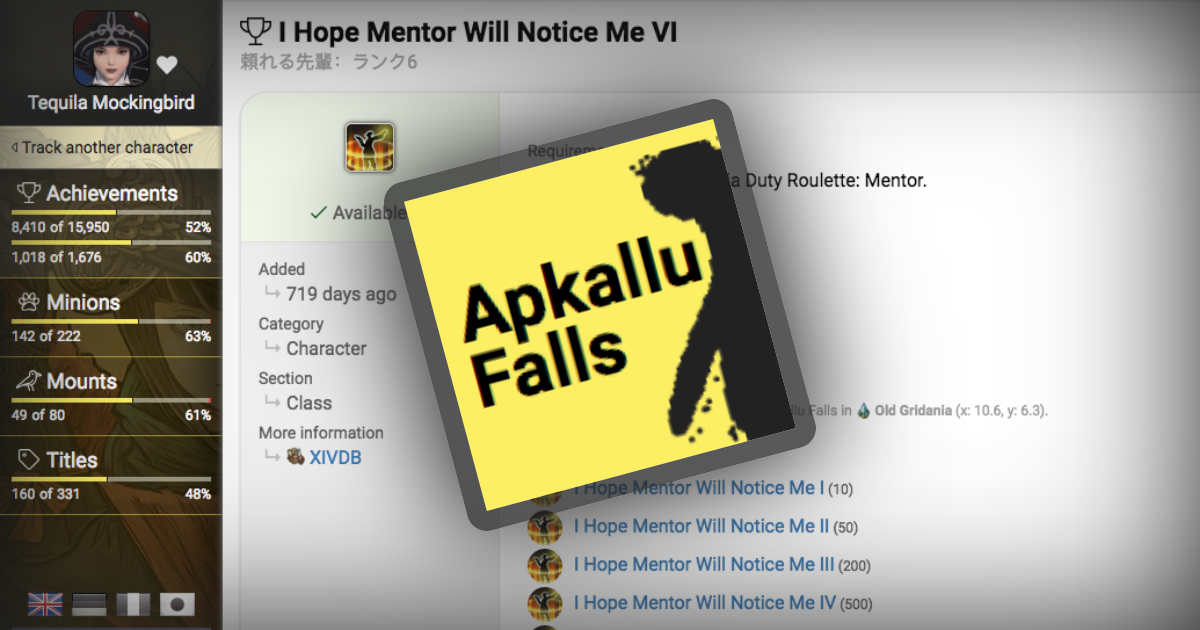 I Hope Mentor Will Notice Me VI
頼れる先輩：ランク6
Tequila Mockingbird
Track another character
Achievements
8,410 of 15,950 52%
1,018 of 1,676 60%
Minions
142 of 222 63%
Mounts
49 of 80 61%
Titles
160 of 331 48%
Available
Added
719 days ago
Category
Character
Section
Class
More information
XIVDB
Duty Roulette: Mentor.
Apkallu
Falls
Falls in Old Gridania (x: 10.6, y: 6.3).
I Hope Mentor Will Notice Me I (10)
I Hope Mentor Will Notice Me II (50)
I Hope Mentor Will Notice Me III (200)
I Hope Mentor Will Notice Me IV (500)